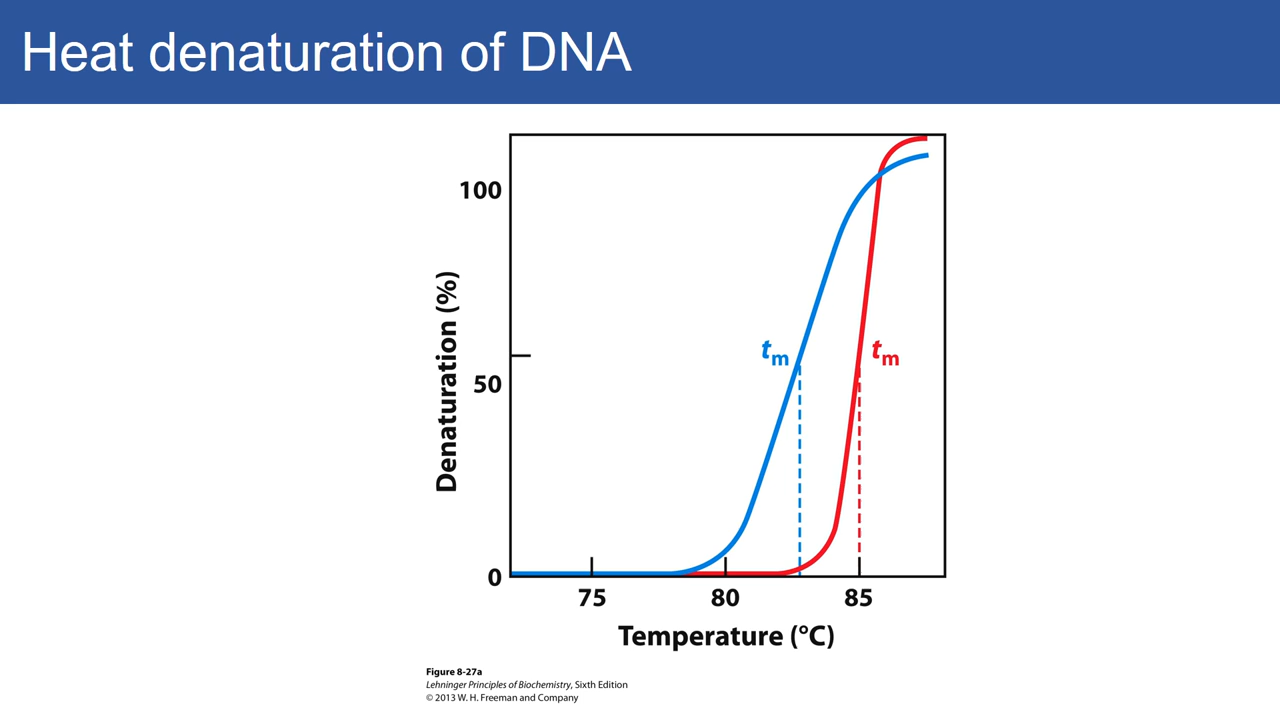 Heat denaturation of DNA
100
50
0
Denaturation (%)
tm
tm
75 80 85
Temperature (°C)
Figure 8-27a
Lehninger Principles of Biochemistry, Sixth Edition
© 2013 W. H. Freeman and Company